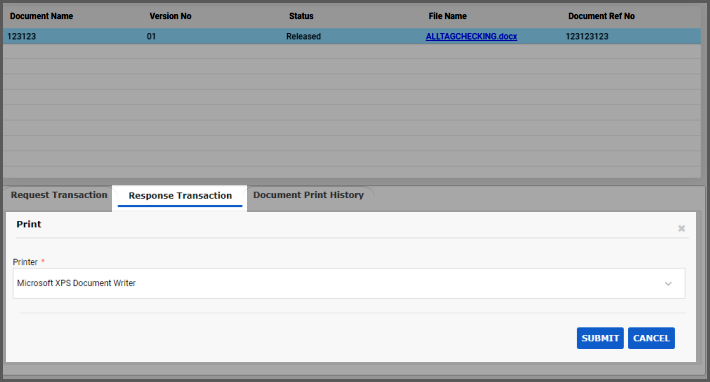 Document Name Version No Status File Name Document Ref No
123123 01 Released ALLTAGCHECKING.docx 123123123
Request Transaction Response Transaction Document Print History
Print
Printer *
Microsoft XPS Document Writer
SUBMIT CANCEL